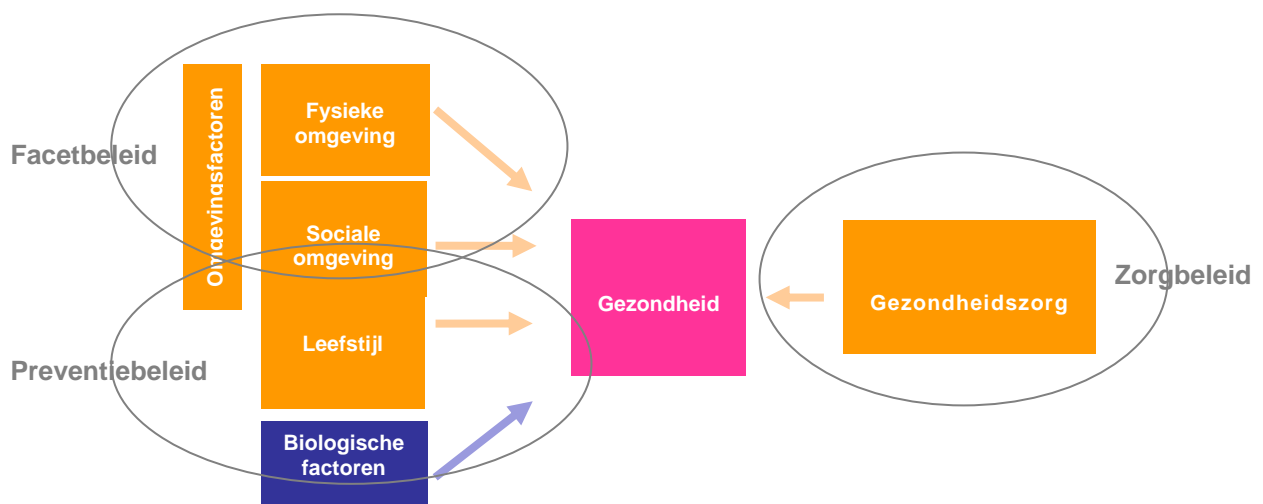 Facetbeleid
Omgevingsfactoren
Fysieke
omgeving
Sociale
omgeving
Leefstijl
Preventiebeleid
Biologische
factoren
Gezondheid
Gezondheidszorg
Zorgbeleid